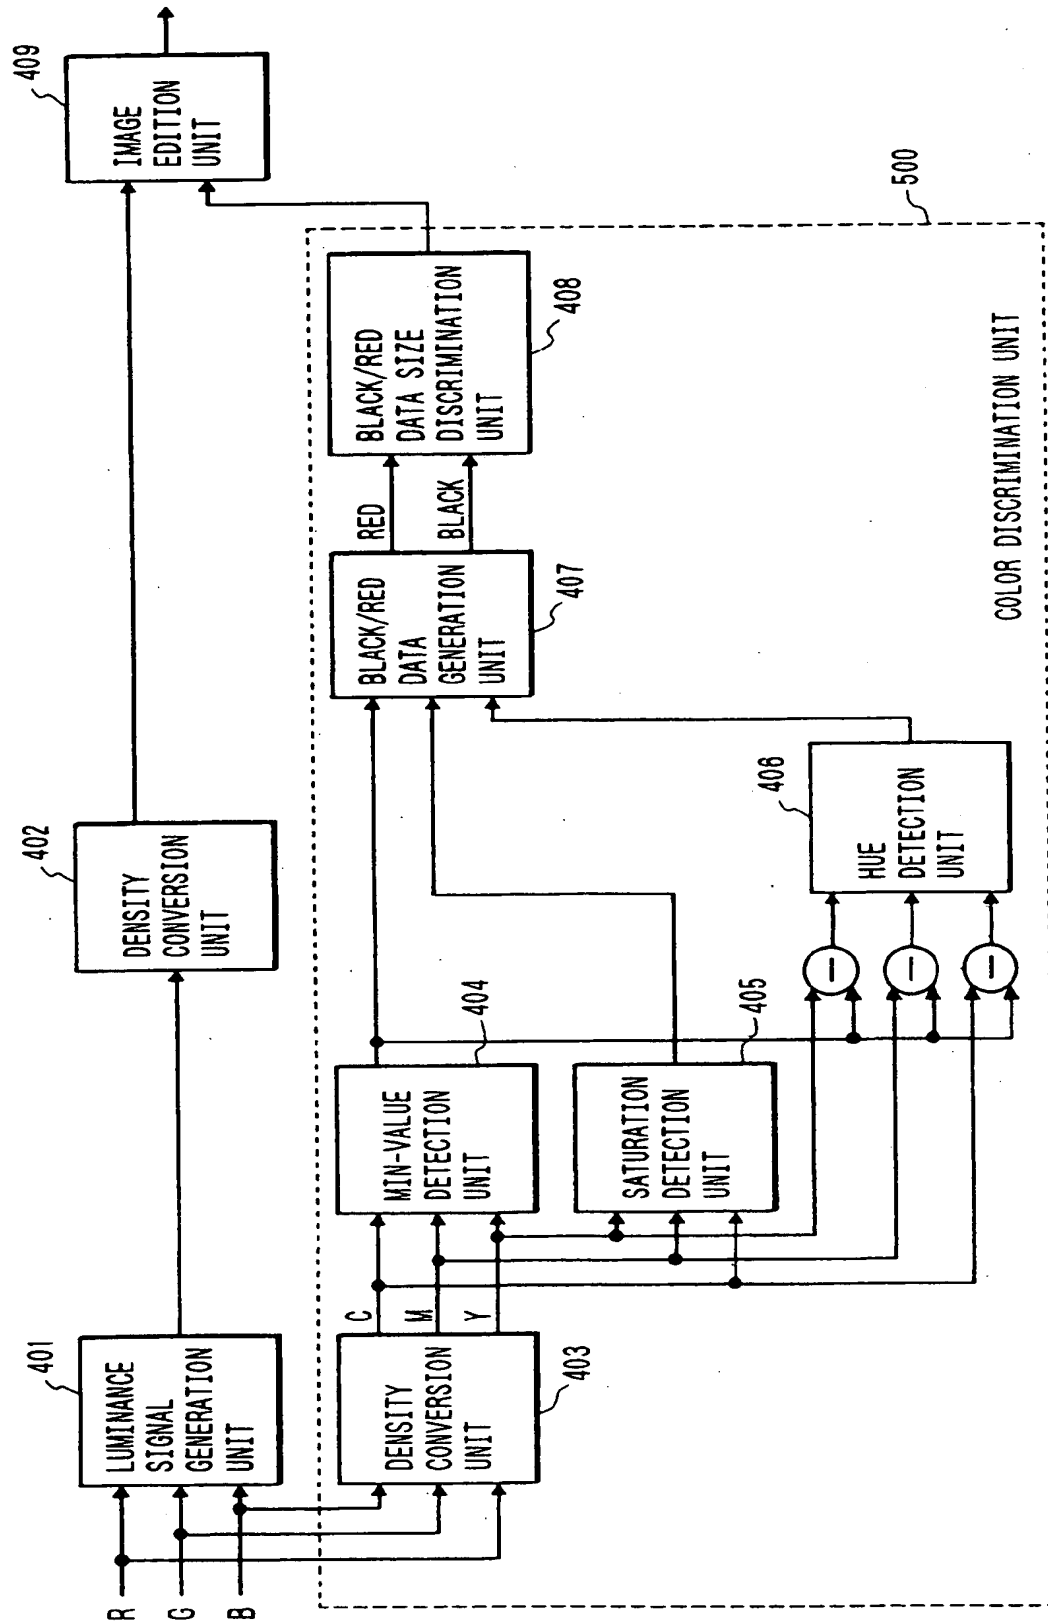 R
G
B
401
LUMINANCE
SIGNAL
GENERATION
UNIT
402
DENSITY
CONVERSION
UNIT
409
IMAGE
EDITION
UNIT
403
DENSITY
CONVERSION
UNIT
C
M
Y
404
MIN-VALUE
DETECTION
UNIT
405
SATURATION
DETECTION
UNIT
−
−
−
406
HUE
DETECTION
UNIT
407
BLACK/RED
DATA
GENERATION
UNIT
RED
BLACK
408
BLACK/RED
DATA SIZE
DISCRIMINATION
UNIT
500
COLOR DISCRIMINATION UNIT